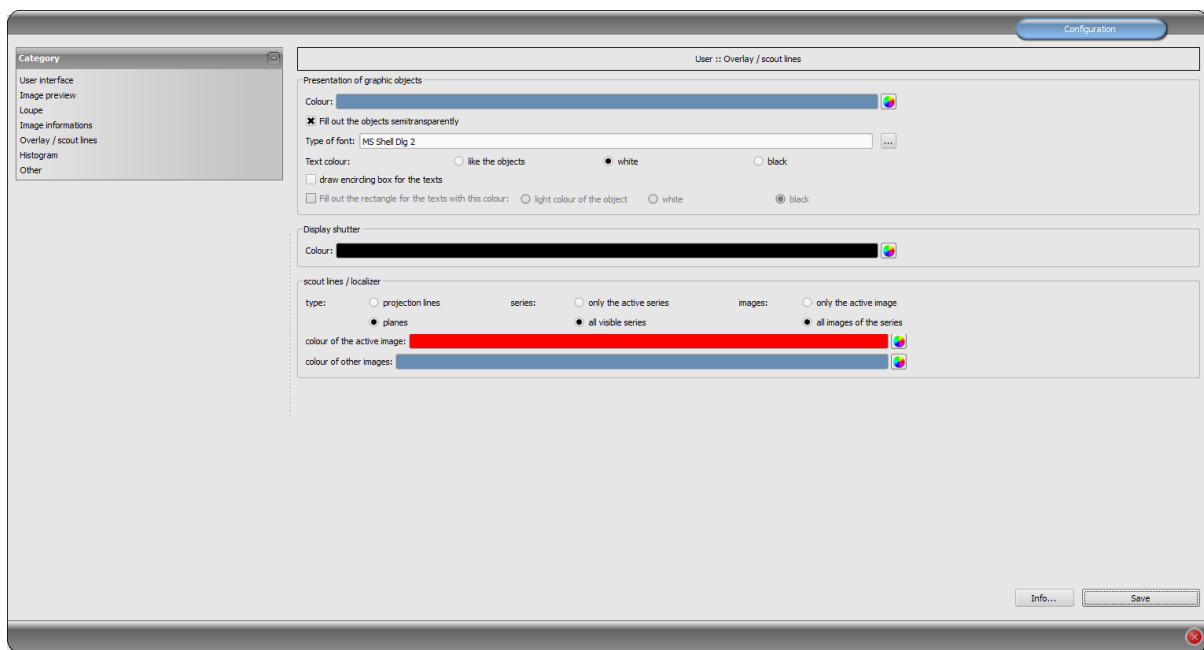 Configuration
Category
User interface
Image preview
Loupe
Image informations
Overlay / scout lines
Histogram
Other
User :: Overlay / scout lines
Presentation of graphic objects
Colour:
Fill out the objects semitransparently
Type of font: MS Shell Dlg 2 ...
Text colour: like the objects white black
draw encirding box for the texts
Fill out the rectangle for the texts with this colour: light colour of the object white black
Display shutter
Colour:
scout lines / localizer
type: projection lines series: only the active series images: only the active image
planes all visible series all images of the series
colour of the active image:
colour of other images:
Info... Save